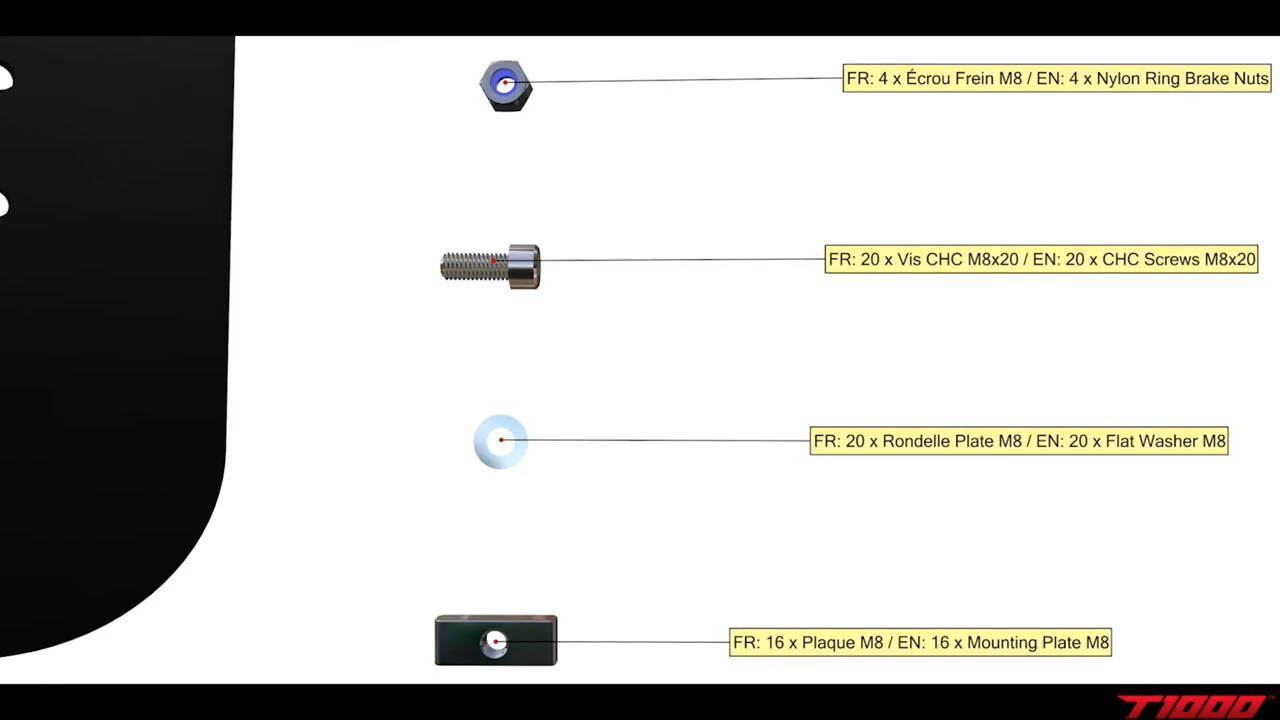 FR: 4 x Écrou Frein M8 / EN: 4 x Nylon Ring Brake Nuts
FR: 20 x Vis CHC M8x20 / EN: 20 x CHC Screws M8x20
FR: 20 x Rondelle Plate M8 / EN: 20 x Flat Washer M8
FR: 16 x Plaque M8 / EN: 16 x Mounting Plate M8
T1000